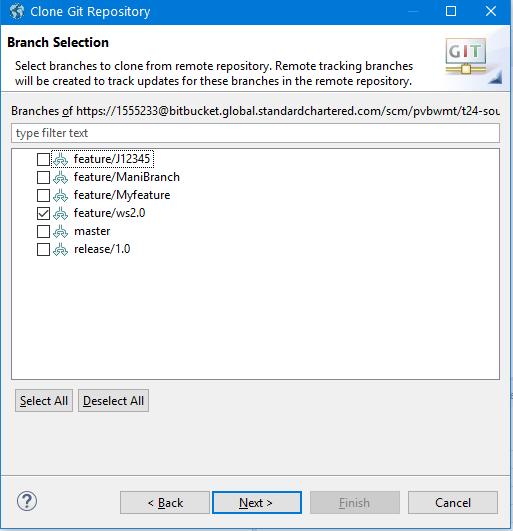 Clone Git Repository
Branch Selection
Select branches to clone from remote repository. Remote tracking branches
will be created to track updates for these branches in the remote repository.
GIT
Branches of https://1555233@bitbucket.global.standardchartered.com/scm/pvbwmt/t24-sou
type filter text
feature/J12345
feature/ManiBranch
feature/Myfeature
feature/ws2.0
master
release/1.0
Select All
Deselect All
?
< Back
Next >
Finish
Cancel